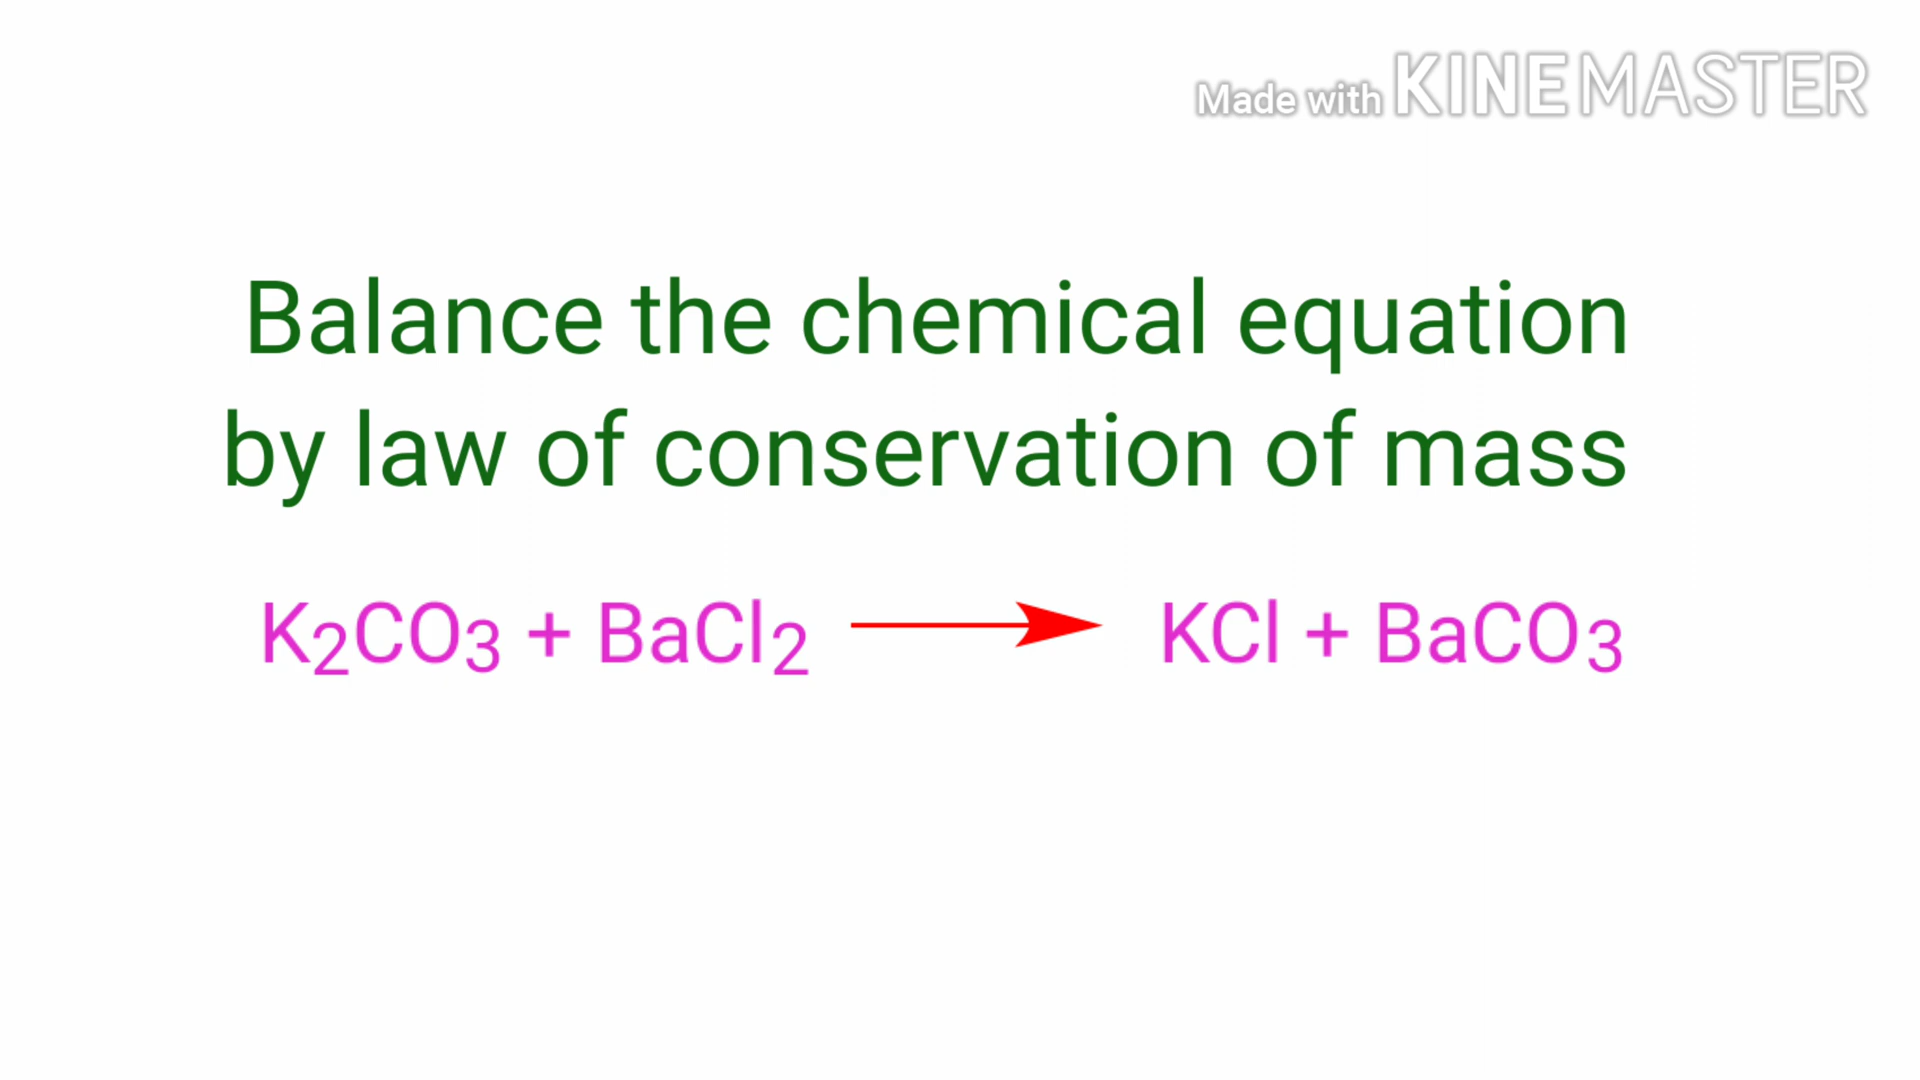 Made with KINEMASTER
Balance the chemical equation
by law of conservation of mass
K₂CO₃ + BaCl₂ → KCl + BaCO₃